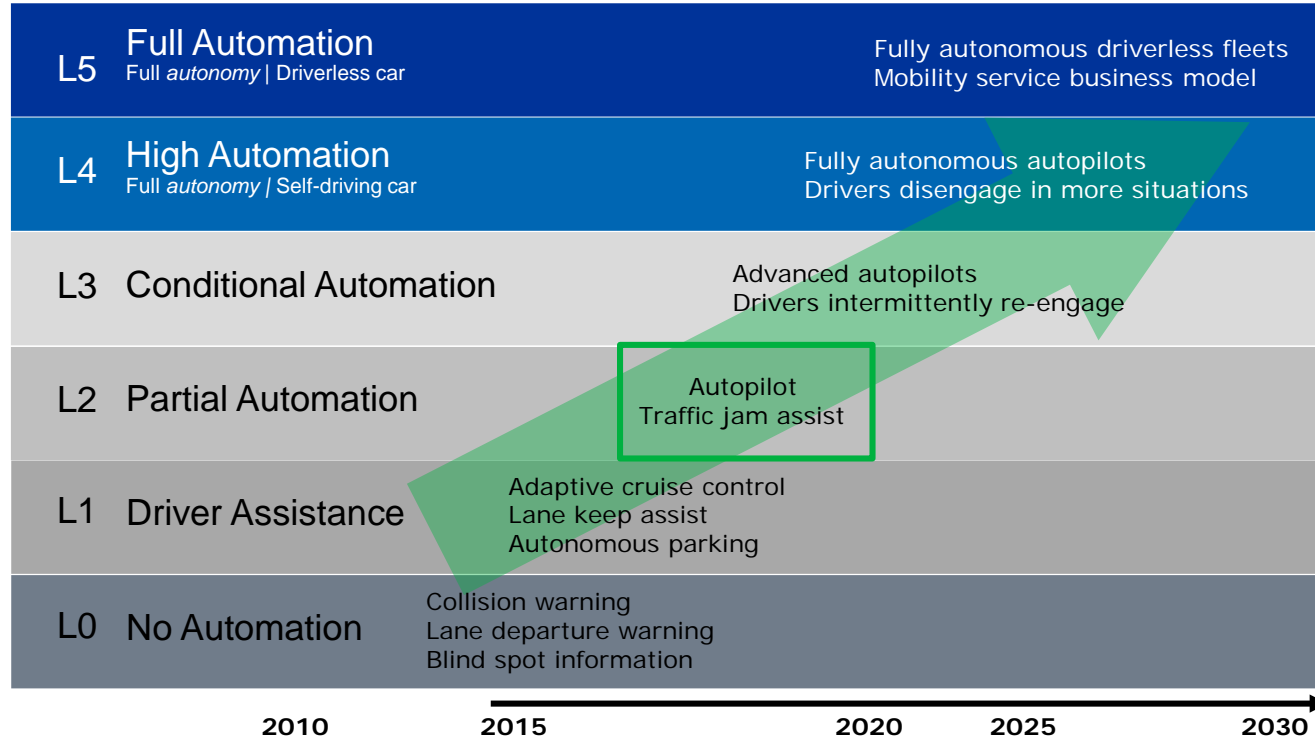 L5 Full Automation
Full autonomy | Driverless car
Fully autonomous driverless fleets
Mobility service business model
L4 High Automation
Full autonomy | Self-driving car
Fully autonomous autopilots
Drivers disengage in more situations
L3 Conditional Automation
Advanced autopilots
Drivers intermittently re-engage
L2 Partial Automation
Autopilot
Traffic jam assist
L1 Driver Assistance
Adaptive cruise control
Lane keep assist
Autonomous parking
L0 No Automation
Collision warning
Lane departure warning
Blind spot information
2010 2015 2020 2025 2030